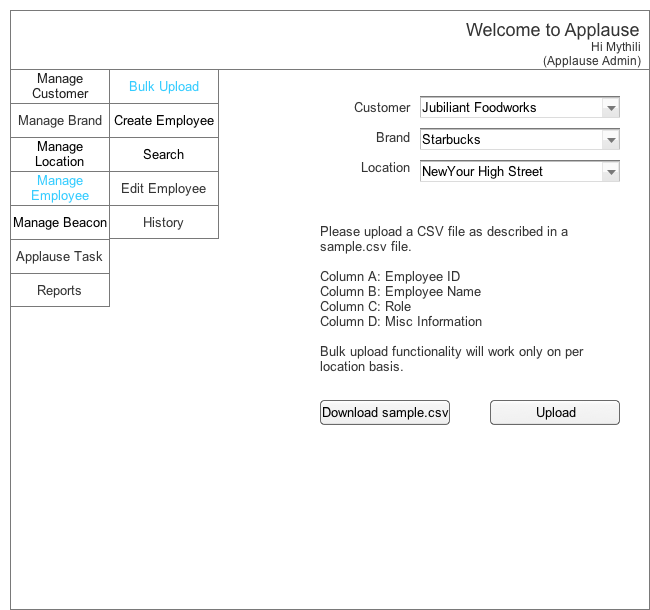 Welcome to Applause
Hi Mythili
(Applause Admin)
Manage
Customer
Manage Brand
Manage
Location
Manage
Employee
Manage Beacon
Applause Task
Reports
Bulk Upload
Create Employee
Search
Edit Employee
History
Customer Jubiliant Foodworks
Brand Starbucks
Location NewYour High Street
Please upload a CSV file as described in a
sample.csv file.
Column A: Employee ID
Column B: Employee Name
Column C: Role
Column D: Misc Information
Bulk upload functionality will work only on per
location basis.
Download sample.csv Upload